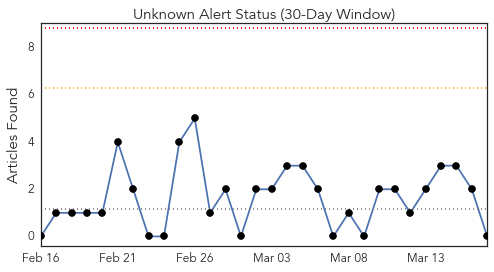 Unknown Alert Status (30-Day Window)
8
6
4
2
0
Articles Found
Feb 16 Feb 21 Feb 26 Mar 03 Mar 08 Mar 13